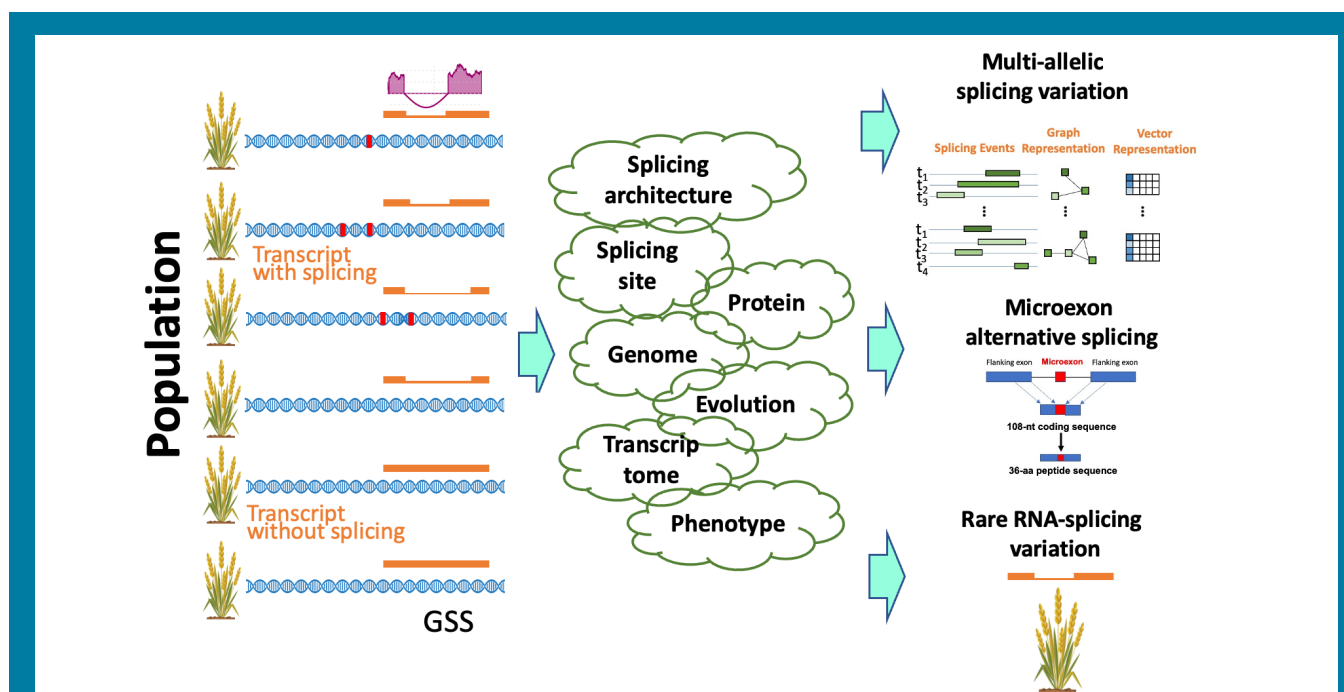 Population
Transcript
with splicing
Transcript
without splicing
GSS
Splicing
architecture
Splicing
site
Protein
Genome
Evolution
Transcrip
tome
Phenotype
Multi-allelic
splicing variation
Splicing Events
Graph
Representation
Vector
Representation
t1
t2
t3
t1
t2
t3
t4
Microexon
alternative splicing
Flanking exon Microexon Flanking exon
108-nt coding sequence
36-aa peptide sequence
Rare RNA-splicing
variation